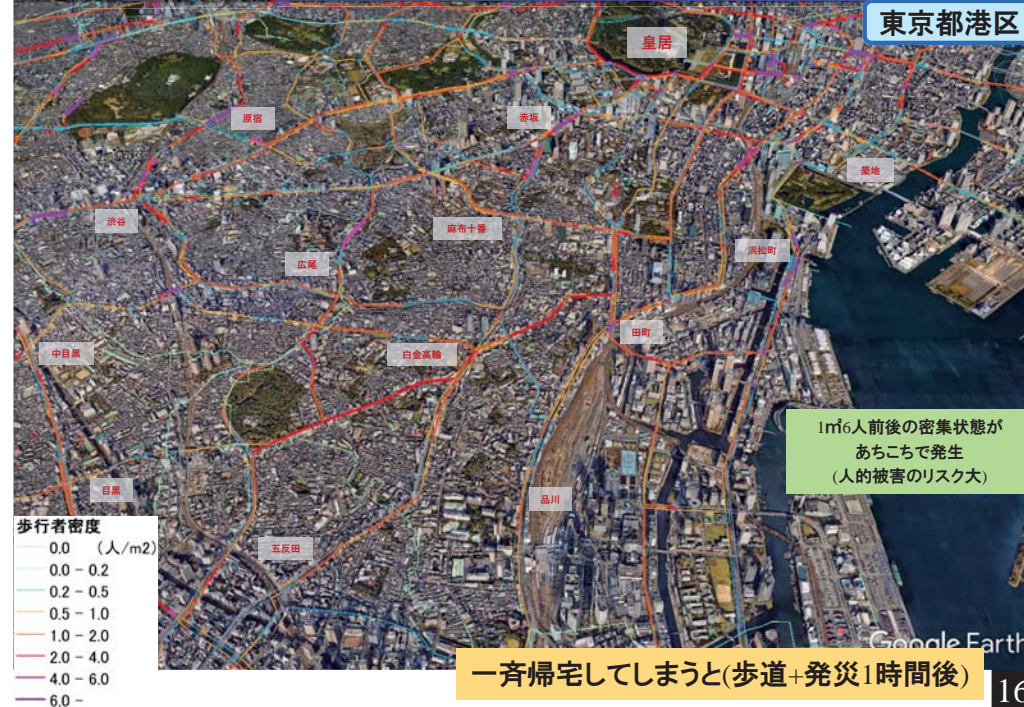 東京都港区
皇居
原宿
赤坂
築地
渋谷
麻布十番
浜松町
広尾
田町
中目黒
白金高輪
1㎡6人前後の密集状態が
あちこちで発生
(人的被害のリスク大)
目黒
品川
五反田
歩行者密度
0.0 (人/m2)
0.0 - 0.2
0.2 - 0.5
0.5 - 1.0
1.0 - 2.0
2.0 - 4.0
4.0 - 6.0
6.0 -
Google Earth
一斉帰宅してしまうと(歩道+発災1時間後)
16